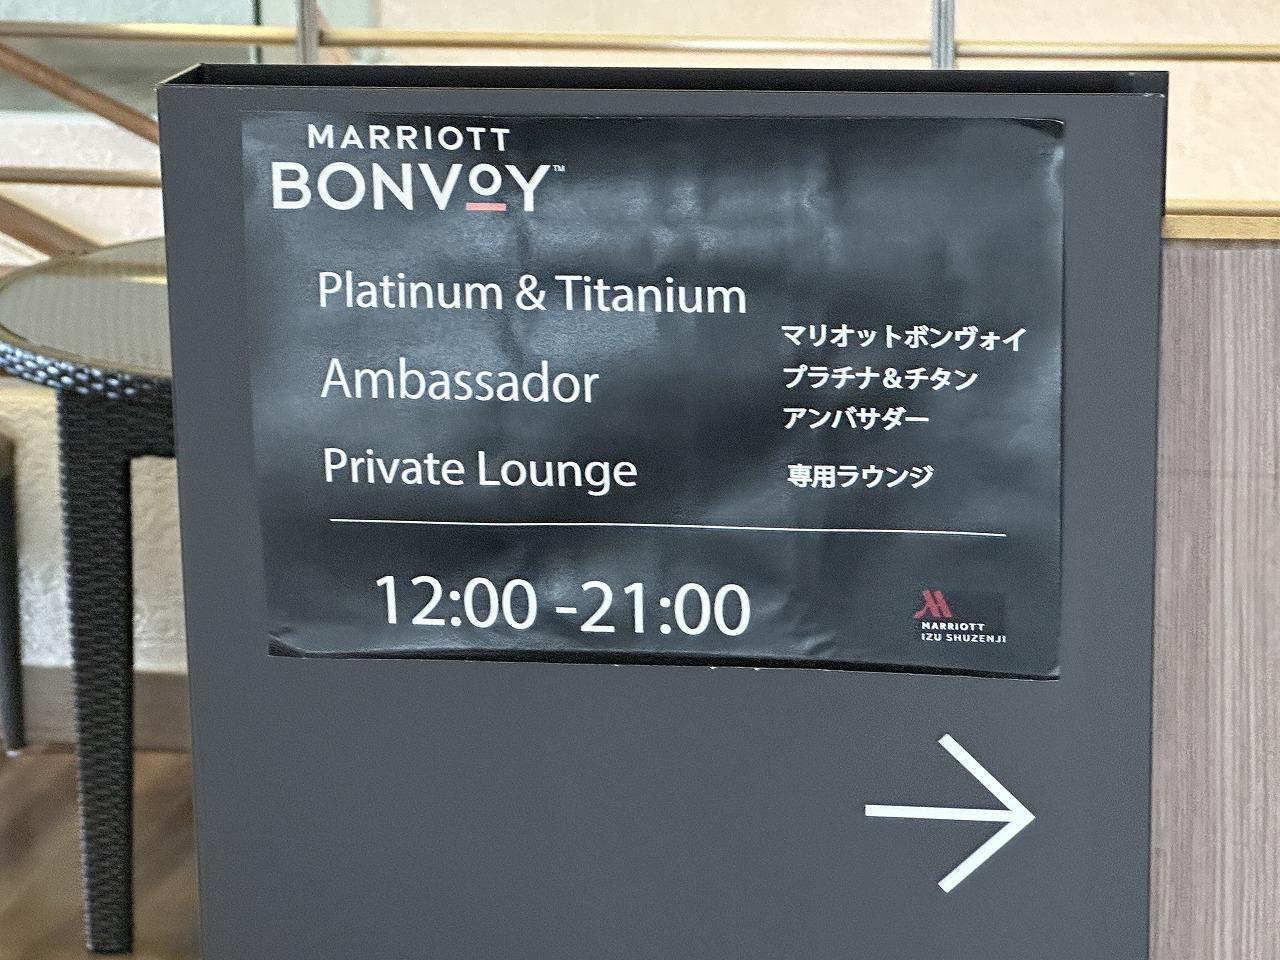 MARRIOTT
BONVOY™
Platinum & Titanium
Ambassador
Private Lounge
マリオットボンヴォイ
プラチナ&チタン
アンバサダー
専用ラウンジ
12:00 -21:00
MARRIOTT
IZU SHUZENJI